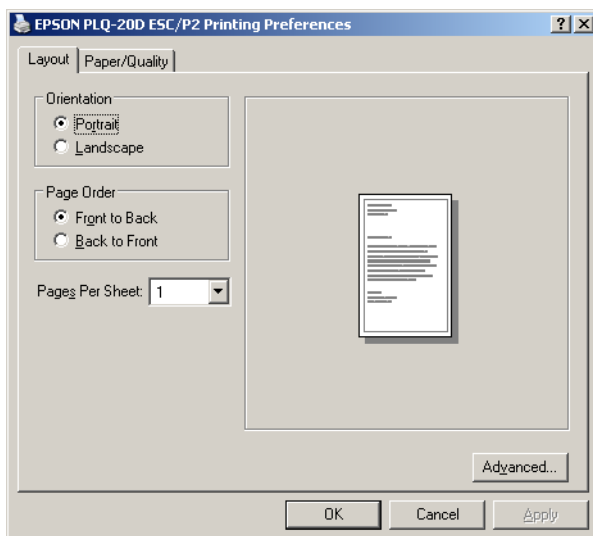 EPSON PLQ-20D ESC/P2 Printing Preferences
Layout
Paper/Quality
Orientation
Portrait
Landscape
Page Order
Front to Back
Back to Front
Pages Per Sheet: 1
Advanced...
OK
Cancel
Apply